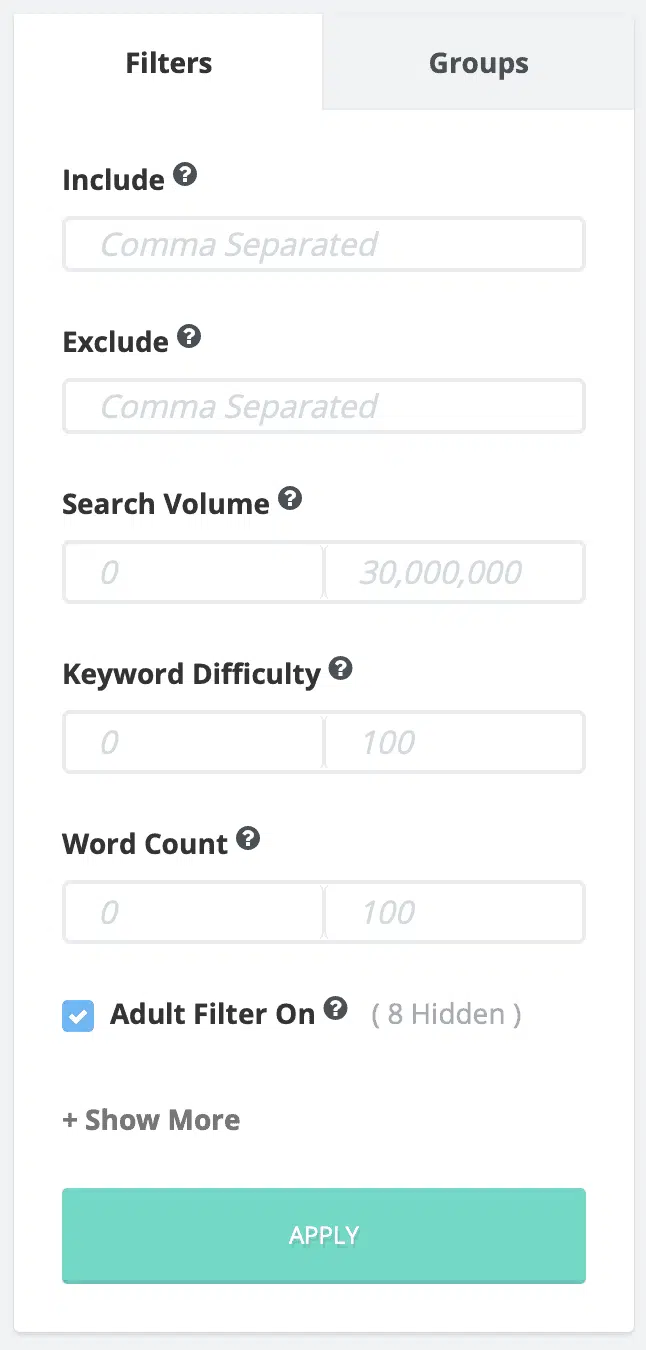 Filters Groups
Include ?
Comma Separated
Exclude ?
Comma Separated
Search Volume ?
0 30,000,000
Keyword Difficulty ?
0 100
Word Count ?
0 100
Adult Filter On ? ( 8 Hidden )
+ Show More
APPLY